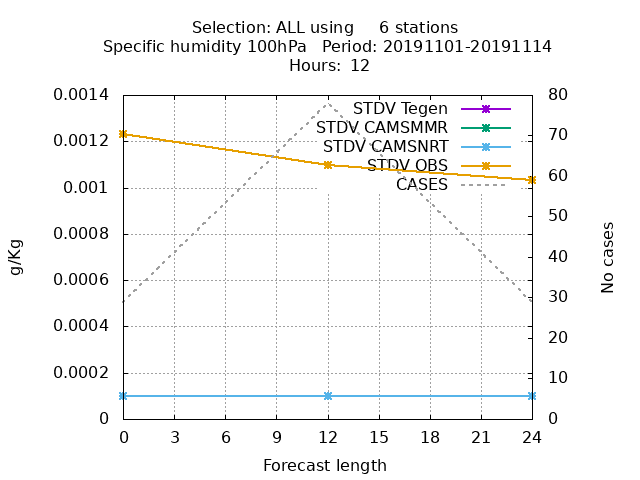 Selection: ALL using 6 stations
Specific humidity 100hPa Period: 20191101-20191114
Hours: 12
0.0014
0.0012
0.001
0.0008
0.0006
0.0004
0.0002
0
g/Kg
STDV Tegen
STDV CAMSMMR
STDV CAMSNRT
STDV OBS
CASES
80
70
60
50
40
30
20
10
0
No cases
0 3 6 9 12 15 18 21 24
Forecast length